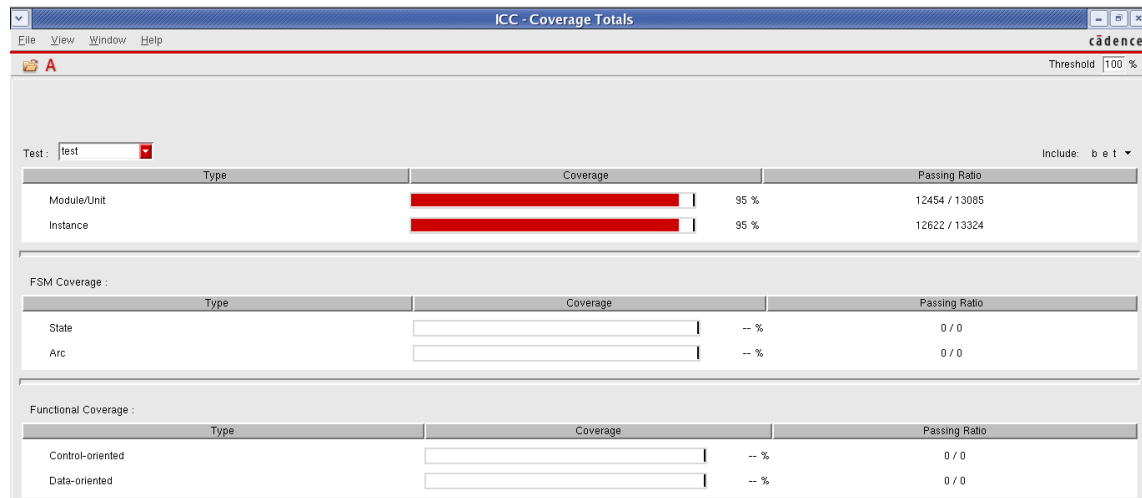 ICC - Coverage Totals
File View Window Help
cādence
A
Threshold 100 %
Test : test
Include: b e t
Type Coverage Passing Ratio
Module/Unit 95 % 12454 / 13085
Instance 95 % 12622 / 13324
FSM Coverage :
Type Coverage Passing Ratio
State -- % 0 / 0
Arc -- % 0 / 0
Functional Coverage :
Type Coverage Passing Ratio
Control-oriented -- % 0 / 0
Data-oriented -- % 0 / 0